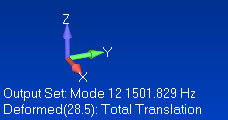 Z
Y
X
Output Set: Mode 12 1501.829 Hz
Deformed(28.5): Total Translation